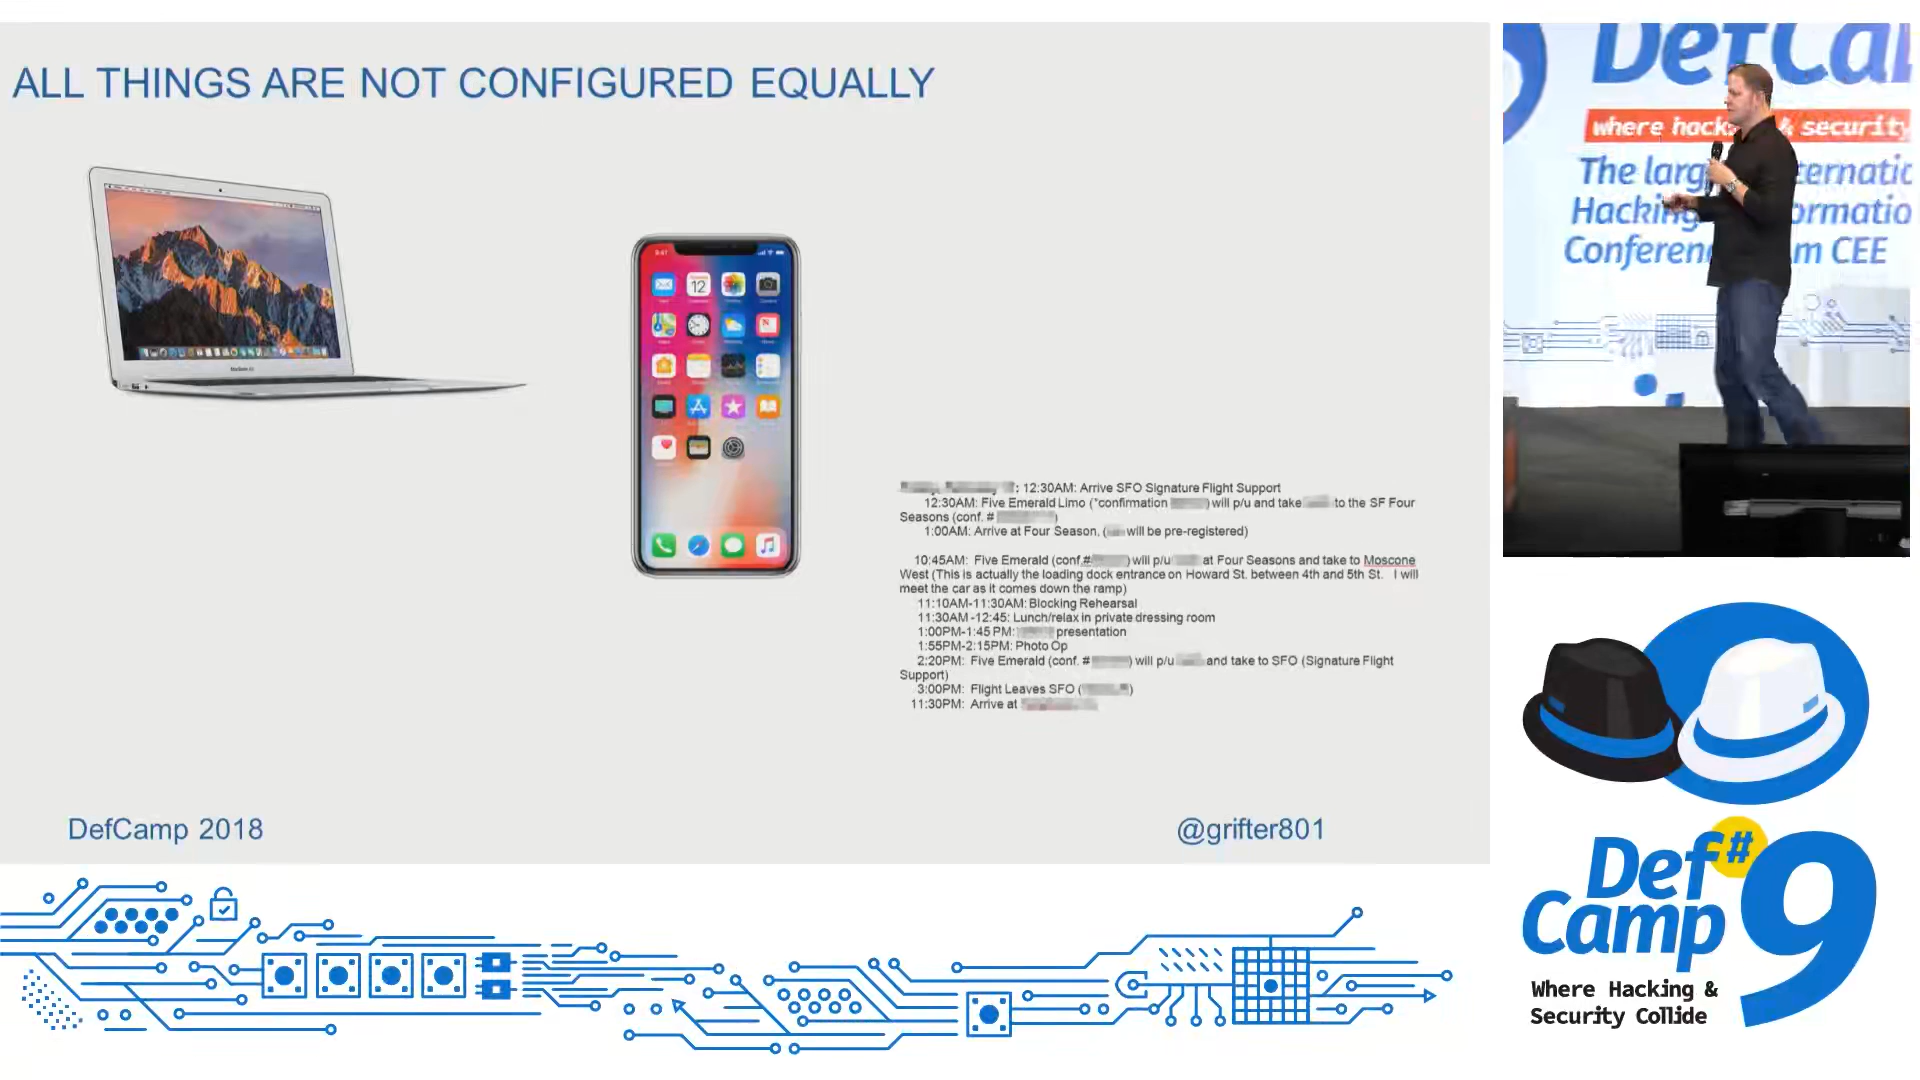 ALL THINGS ARE NOT CONFIGURED EQUALLY
MacBook Air
9:41
12
: 12:30AM: Arrive SFO Signature Flight Support
12:30AM: Five Emerald Limo (*confirmation ) will p/u and take to the SF Four
Seasons (conf. # )
1:00AM: Arrive at Four Season. ( will be pre-registered)
10:45AM: Five Emerald (conf.# ) will p/u at Four Seasons and take to Moscone
West (This is actually the loading dock entrance on Howard St. between 4th and 5th St. I will
meet the car as it comes down the ramp)
11:10AM-11:30AM: Blocking Rehearsal
11:30AM -12:45: Lunch/relax in private dressing room
1:00PM-1:45 PM: presentation
1:55PM-2:15PM: Photo Op
2:20PM: Five Emerald (conf. # ) will p/u and take to SFO (Signature Flight
Support)
3:00PM: Flight Leaves SFO ( )
11:30PM: Arrive at
DefCamp 2018
@grifter801
DefCa
where hack & security
The larg ternatic
Hacking ormatio
Conferen m CEE
Def
Camp
#9
Where Hacking &
Security Collide